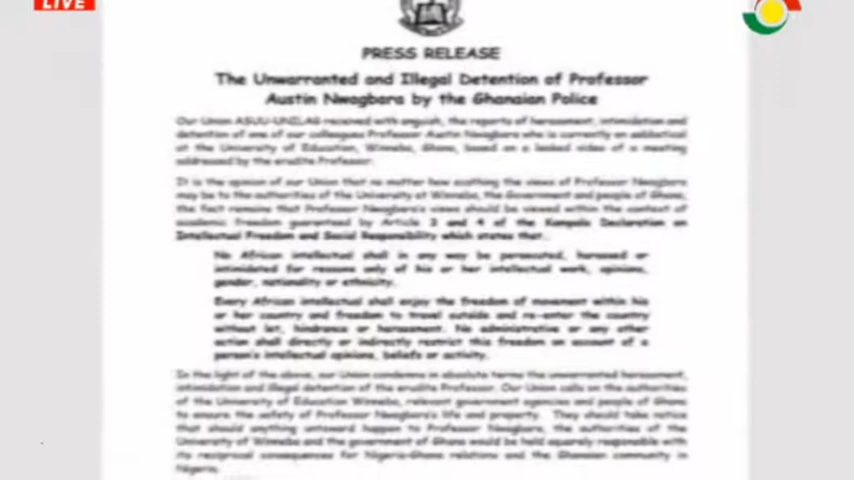 LIVE
PRESS RELEASE
The Unwarranted and Illegal Detention of Professor
Austin Nwagbara by the Ghanaian Police
Our Union ASUU-UNILAG received with anguish, the reports of harassment, intimidation and
detention of one of our colleagues Professor Austin Nwagbara who is currently on sabbatical
at the University of Education, Winneba, Ghana, based on a leaked video of a meeting
addressed by the erudite Professor.
It is the opinion of our Union that no matter how scathing the views of Professor Nwagbara
may be to the authorities of the University at Winneba, the Government and people of Ghana,
the fact remains that Professor Nwagbara's views should be viewed within the context of
academic freedom guaranteed by Article 3 and 4 of the Kampala Declaration on
Intellectual Freedom and Social Responsibility which states that..
No African intellectual shall in any way be persecuted, harassed or
intimidated for reasons only of his or her intellectual work, opinions,
gender, nationality or ethnicity.
Every African intellectual shall enjoy the freedom of movement within his
or her country and freedom to travel outside and re-enter the country
without let, hindrance or harassment. No administrative or any other
action shall directly or indirectly restrict this freedom on account of a
person's intellectual opinions, beliefs or activity.
In the light of the above, our Union condemns in absolute terms the unwarranted harassment,
intimidation and illegal detention of the erudite Professor. Our Union calls on the authorities
of the University of Education Winneba, relevant government agencies and people of Ghana
to ensure the safety of Professor Nwagbara's life and property. They should take notice
that should anything untoward happen to Professor Nwagbara, the authorities of the
University of Winneba and the government of Ghana would be held squarely responsible with
its reciprocal consequences for Nigeria-Ghana relations and the Ghanaian community in
Nigeria.